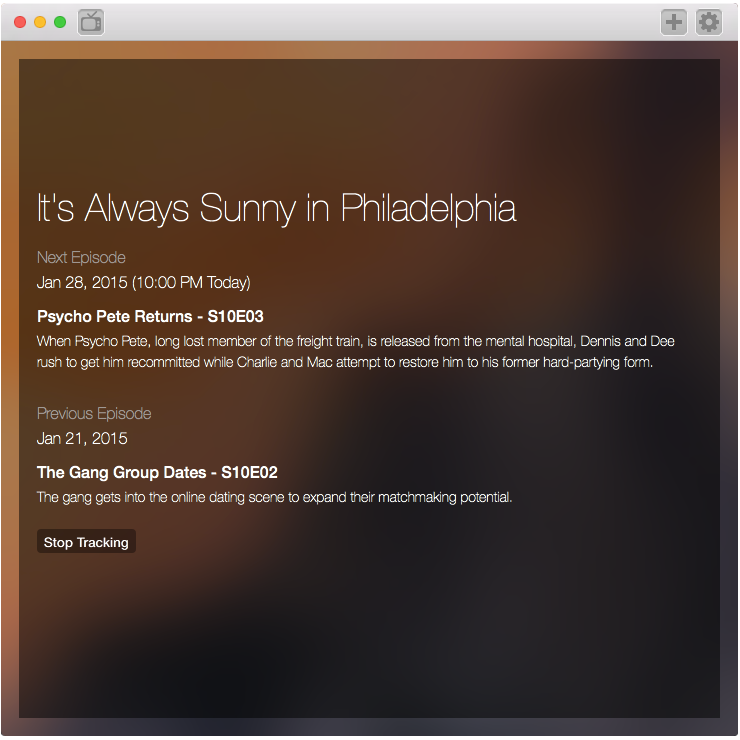 It's Always Sunny in Philadelphia
Next Episode
Jan 28, 2015 (10:00 PM Today)
Psycho Pete Returns - S10E03
When Psycho Pete, long lost member of the freight train, is released from the mental hospital, Dennis and Dee
rush to get him recommitted while Charlie and Mac attempt to restore him to his former hard-partying form.
Previous Episode
Jan 21, 2015
The Gang Group Dates - S10E02
The gang gets into the online dating scene to expand their matchmaking potential.
Stop Tracking